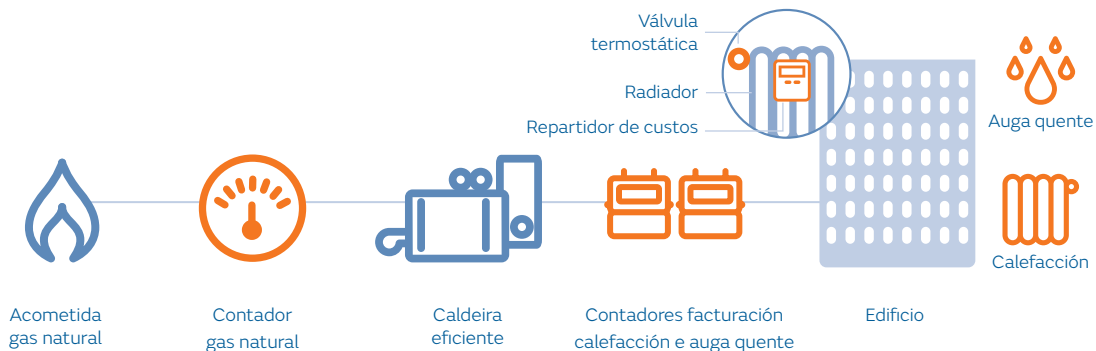 Válvula
termostática
Radiador
Repartidor de custos
Auga quente
Calefacción
Acometida
gas natural
Contador
gas natural
Caldeira
eficiente
Contadores facturación
calefacción e auga quente
Edificio